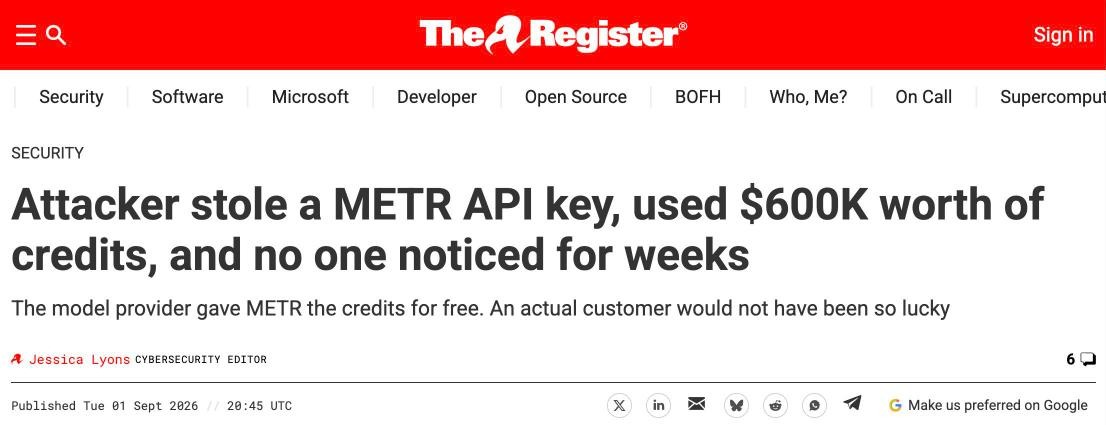 The Register®
Sign in
Security
Software
Microsoft
Developer
Open Source
BOFH
Who, Me?
On Call
Supercomput
SECURITY
Attacker stole a METR API key, used $600K worth of
credits, and no one noticed for weeks
The model provider gave METR the credits for free. An actual customer would not have been so lucky
Jessica Lyons CYBERSECURITY EDITOR
6
Published Tue 01 Sept 2026 // 20:45 UTC
Make us preferred on Google